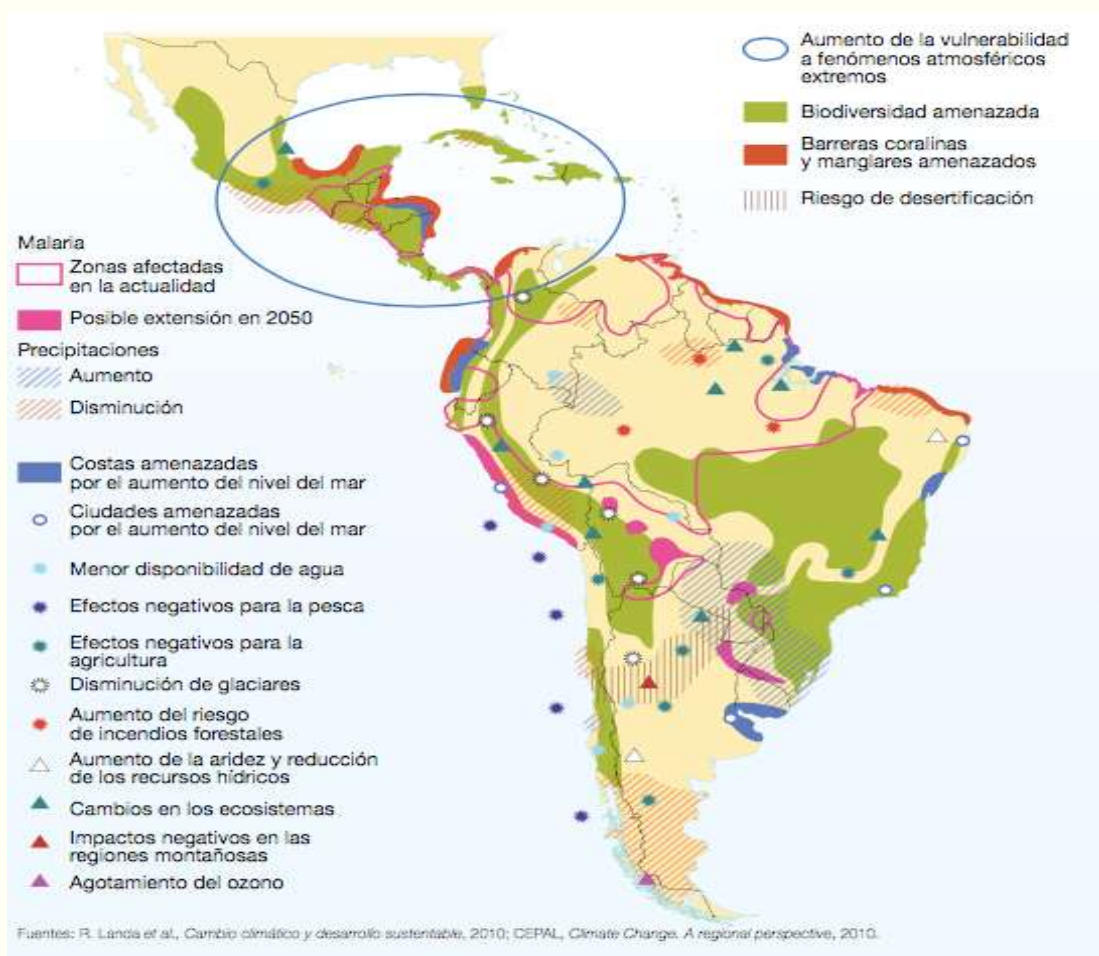 Aumento de la vulnerabilidad
a fenómenos atmosféricos
extremos
Biodiversidad amenazada
Barreras coralinas
y manglares amenazados
Riesgo de desertificación
Malaria
Zonas afectadas
en la actualidad
Posible extensión en 2050
Precipitaciones
Aumento
Disminución
Costas amenazadas
por el aumento del nivel del mar
Ciudades amenazadas
por el aumento del nivel del mar
Menor disponibilidad de agua
Efectos negativos para la pesca
Efectos negativos para la
agricultura
Disminución de glaciares
Aumento del riesgo
de incendios forestales
Aumento de la aridez y reducción
de los recursos hídricos
Cambios en los ecosistemas
Impactos negativos en las
regiones montañosas
Agotamiento del ozono
Fuentes: R. Landa et al., Cambio climático y desarrollo sustentable, 2010; CEPAL, Climate Change. A regional perspective, 2010.